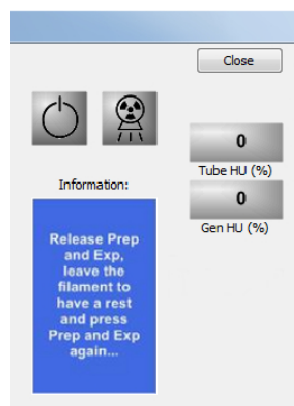 Close
0
Tube HU (%)
0
Gen HU (%)
Information::
Release Prep
and Exp,
leave the
filament to
have a rest
and press
Prep and Exp
again...